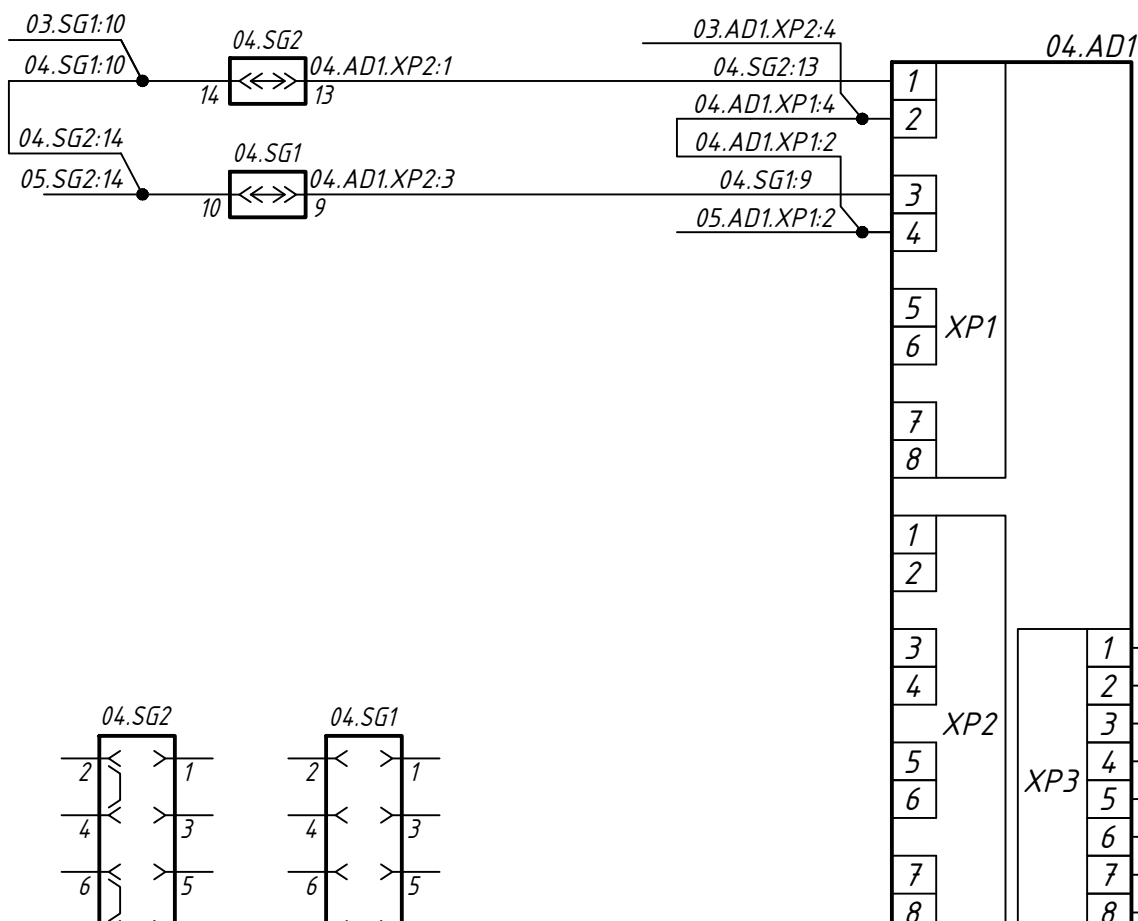 03.SG1:10
04.SG2
03.AD1.XP2:4
04.AD1
04.SG1:10
04.AD1.XP2:1
04.SG2:13
14
13
1
04.AD1.XP1:4
2
04.SG2:14
04.SG1
04.AD1.XP1:2
05.SG2:14
04.AD1.XP2:3
04.SG1:9
10
9
3
05.AD1.XP1:2
4
5
XP1
6
7
8
1
2
3
1
4
2
04.SG2
04.SG1
XP2
3
2
1
2
1
5
4
6
XP3
5
4
3
4
3
6
6
5
6
5
7
7
8
8